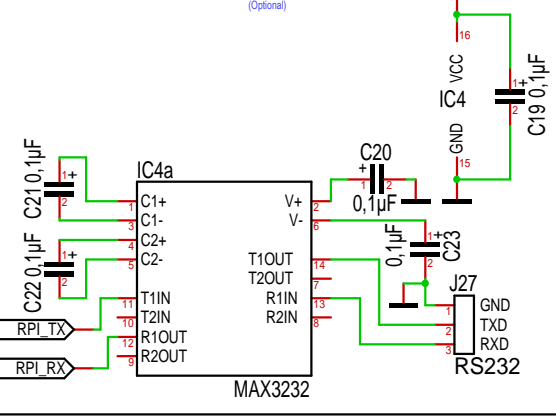 (Optional)
16
VCC
IC4
1
+
2
C19 0,1µF
GND
15
C20
+
1
2
0,1µF
IC4a
C21 0,1µF
1
+
2
1
C1+
3
C1-
4
C2+
5
C2-
C22 0,1µF
1
+
2
V+
2
V-
6
0,1µF
1
+
2
C23
T1OUT
14
T2OUT
7
R1IN
13
R2IN
8
11
T1IN
10
T2IN
12
R1OUT
9
R2OUT
RPI_TX
RPI_RX
J27
1
GND
2
TXD
3
RXD
RS232
MAX3232